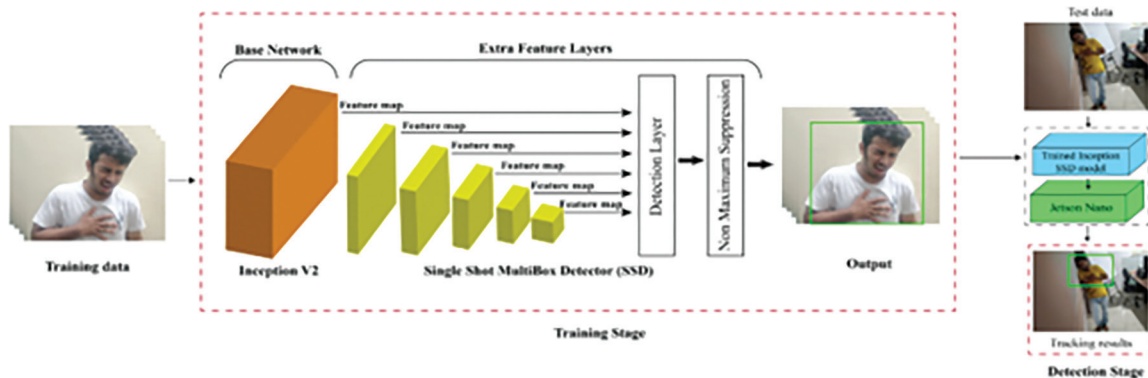 Test data
Base Network
Extra Feature Layers
Feature map
Feature map
Feature map
Feature map
Feature map
Feature map
Detection Layer
Non Maximum Suppression
Trained Inception
SSD model
Jetson Nano
Training data
Inception V2
Single Shot MultiBox Detector (SSD)
Output
Training Stage
Tracking results
Detection Stage